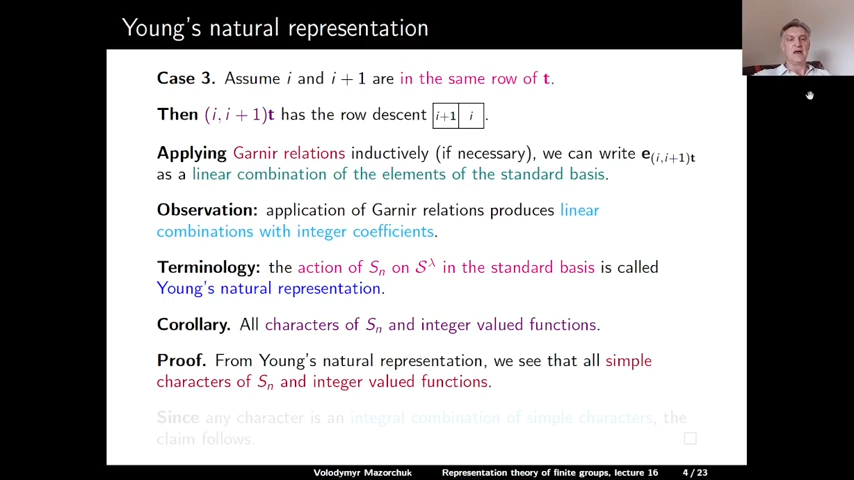 Young's natural representation
Case 3. Assume i and i + 1 are in the same row of t.
Then (i, i + 1)t has the row descent i+1 i .
Applying Garnir relations inductively (if necessary), we can write e(i,i+1)t
as a linear combination of the elements of the standard basis.
Observation: application of Garnir relations produces linear
combinations with integer coefficients.
Terminology: the action of Sn on Sλ in the standard basis is called
Young's natural representation.
Corollary. All characters of Sn and integer valued functions.
Proof. From Young's natural representation, we see that all simple
characters of Sn and integer valued functions.
Since any character is an integral combination of simple characters, the
claim follows. □
Volodymyr Mazorchuk Representation theory of finite groups, lecture 16 4 / 23